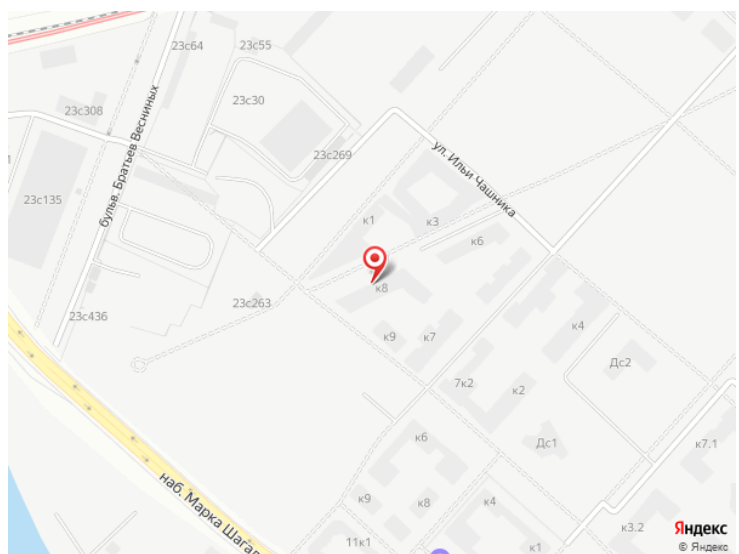 23с64
23с55
23с30
23с308
бульв. Братьев Весниных
23с269
ул. Ильи Чашника
23с135
к1
к3
к6
к8
23с263
23с436
к9
к7
к4
Дс2
7к2
к2
Дс1
к6
к7.1
наб. Марка Шагал
к9
к8
к4
к3.2
11к1
к1
Яндекс
© Яндекс